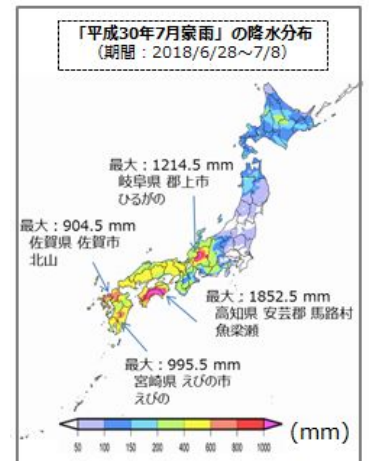 「平成30年7月豪雨」の降水分布
（期間：2018/6/28～7/8）
最大：1214.5 mm
岐阜県 郡上市
ひるがの
最大：904.5 mm
佐賀県 佐賀市
北山
最大：1852.5 mm
高知県 安芸郡 馬路村
魚梁瀬
最大：995.5 mm
宮崎県 えびの市
えびの
50 100 150 200 400 600 800 1000 (mm)